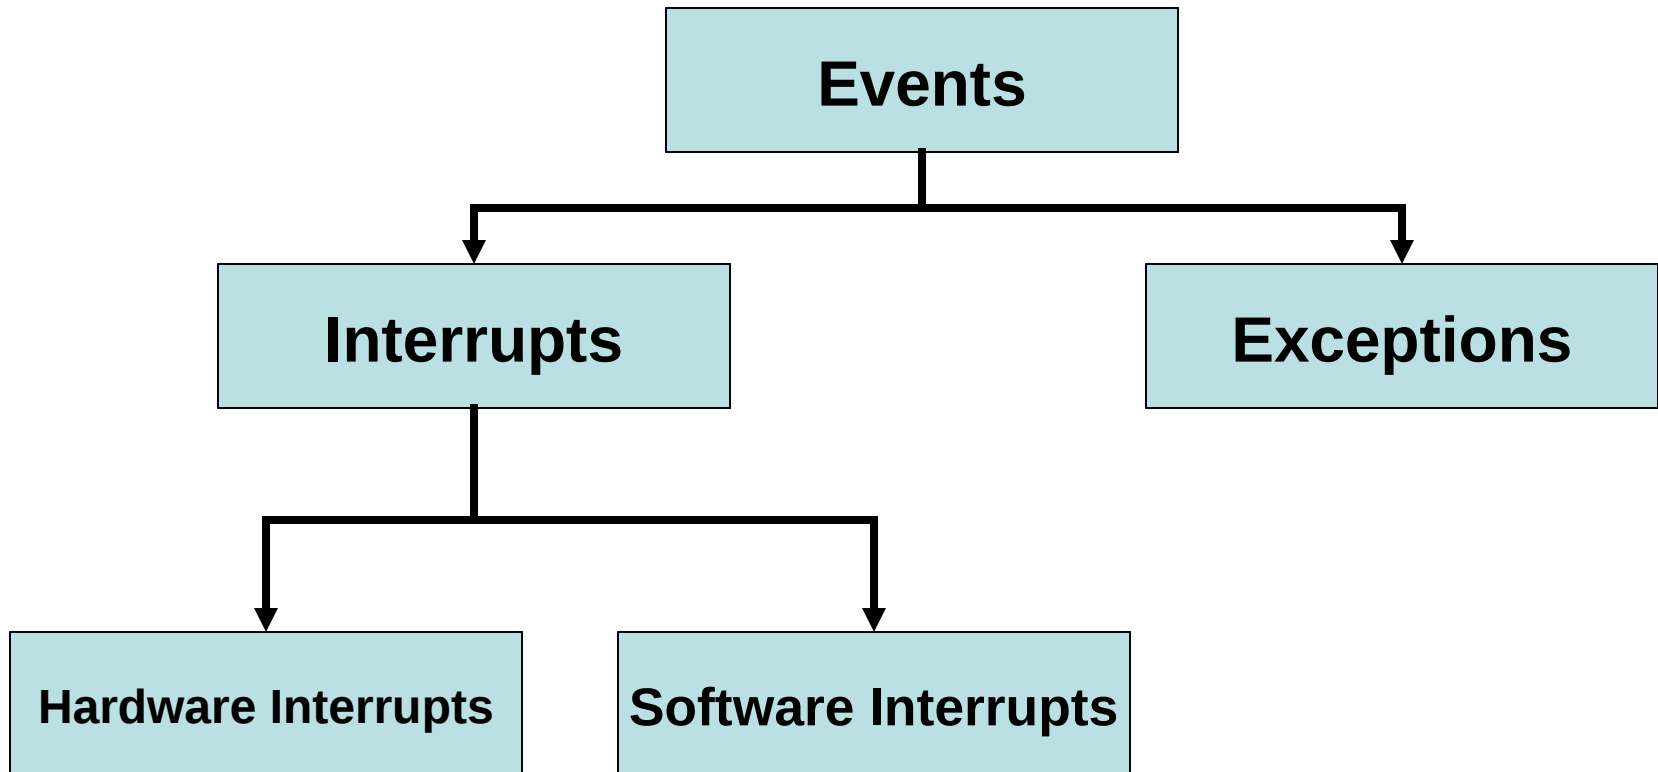 Events
Interrupts
Exceptions
Hardware Interrupts
Software Interrupts